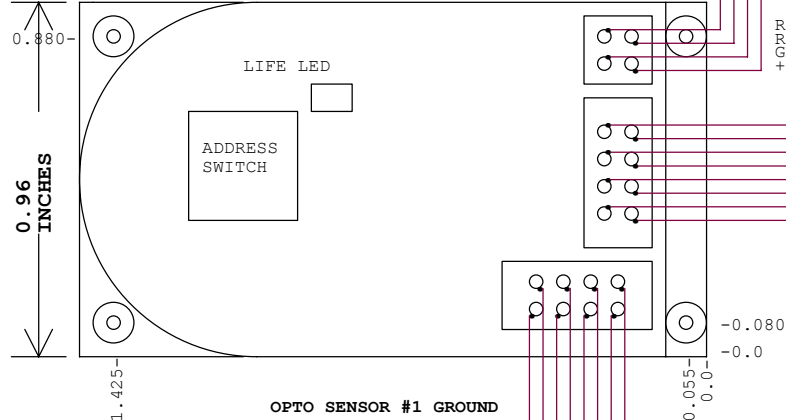 0.880-
R
R
G
+
LIFE LED
ADDRESS
SWITCH
0.96
INCHES
-0.080
-0.0
1.425-
0.055-
0.0-
OPTO SENSOR #1 GROUND